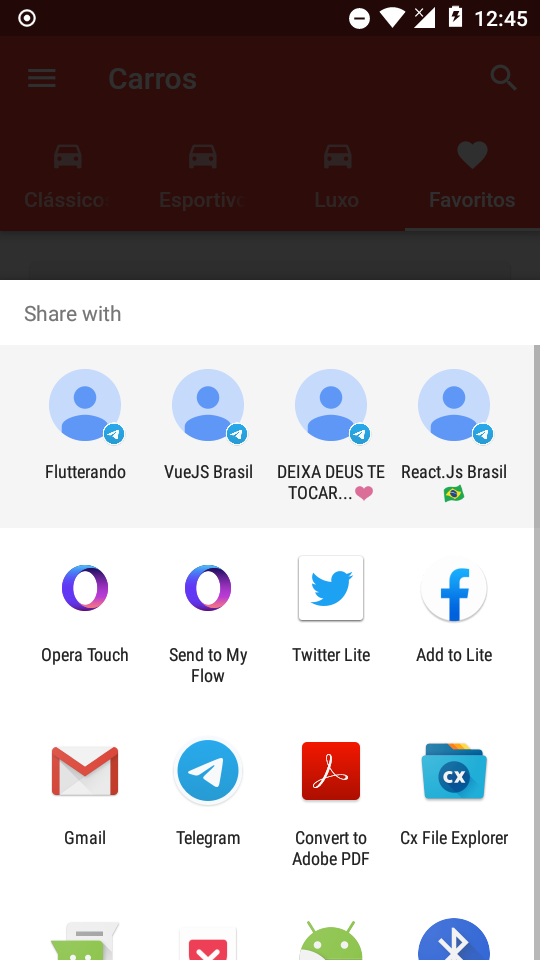 12:45
Carros
Clássicos
Esportivo
Luxo
Favoritos
Share with
Flutterando
VueJS Brasil
DEIXA DEUS TE
TOCAR...❤
React.Js Brasil
🇧🇷
Opera Touch
Send to My
Flow
Twitter Lite
Add to Lite
Gmail
Telegram
Convert to
Adobe PDF
CX
Cx File Explorer